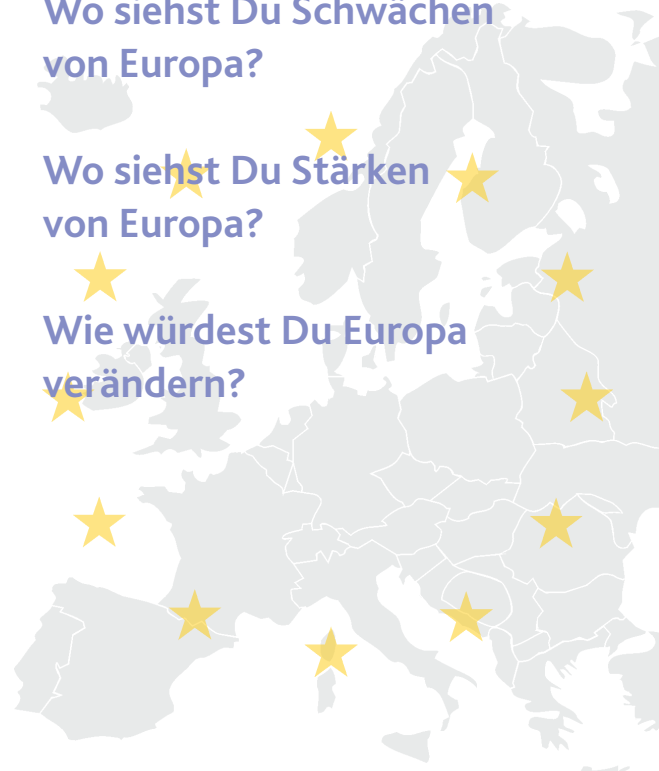 Wo siehst Du Schwächen
von Europa?
Wo siehst Du Stärken
von Europa?
Wie würdest Du Europa
verändern?